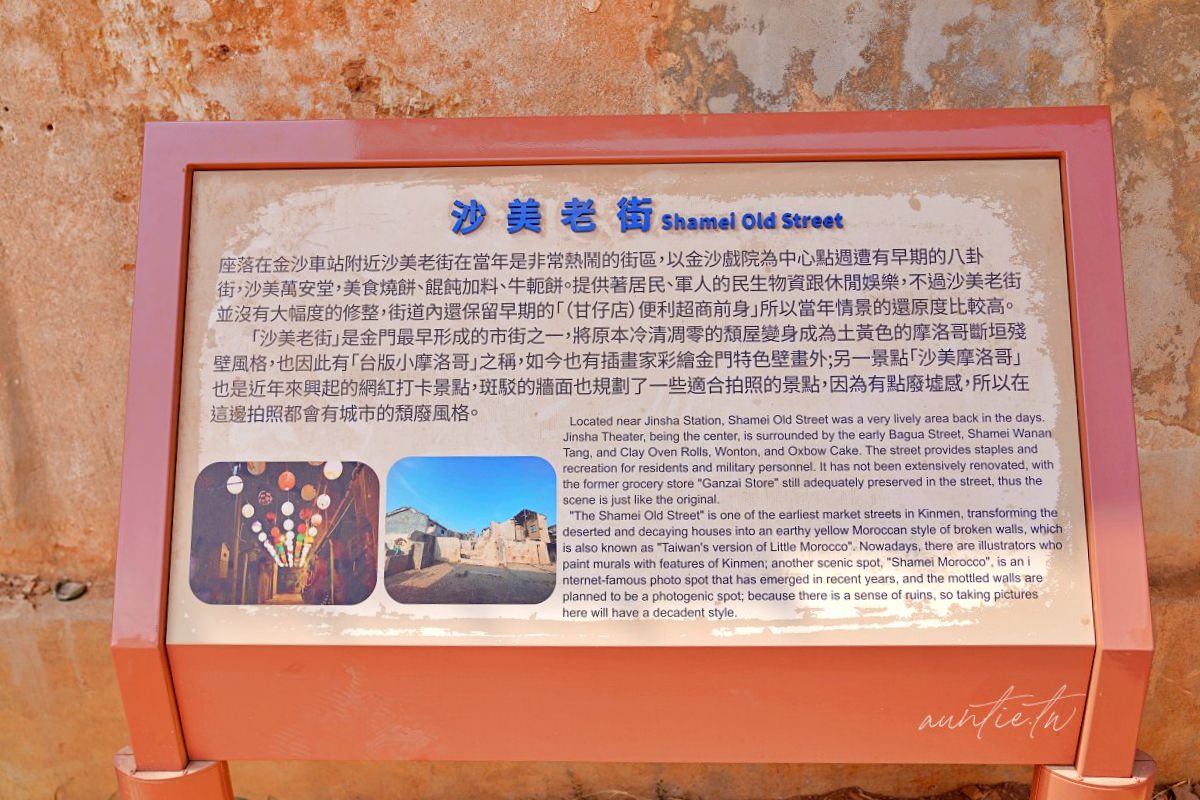 沙美老街 Shamei Old Street
座落在金沙車站附近沙美老街在當年是非常熱鬧的街區,以金沙戲院為中心點週遭有早期的八卦
街,沙美萬安堂,美食燒餅、餛飩加料、牛軛餅。提供著居民、軍人的民生物資跟休閒娛樂,不過沙美老街
並沒有大幅度的修整,街道內還保留早期的「(甘仔店)便利超商前身」所以當年情景的還原度比較高。
「沙美老街」是金門最早形成的市街之一,將原本冷清凋零的頹屋變身成為土黃色的摩洛哥斷垣殘
壁風格,也因此有「台版小摩洛哥」之稱,如今也有插畫家彩繪金門特色壁畫外;另一景點「沙美摩洛哥」
也是近年來興起的網紅打卡景點,斑駁的牆面也規劃了一些適合拍照的景點,因為有點廢墟感,所以在
這邊拍照都會有城市的頹廢風格。
Located near Jinsha Station, Shamei Old Street was a very lively area back in the days.
Jinsha Theater, being the center, is surrounded by the early Bagua Street, Shamei Wanan
Tang, and Clay Oven Rolls, Wonton, and Oxbow Cake. The street provides staples and
recreation for residents and military personnel. It has not been extensively renovated, with
the former grocery store "Ganzai Store" still adequately preserved in the street, thus the
scene is just like the original.
"The Shamei Old Street" is one of the earliest market streets in Kinmen, transforming the
deserted and decaying houses into an earthy yellow Moroccan style of broken walls, which
is also known as "Taiwan's version of Little Morocco". Nowadays, there are illustrators who
paint murals with features of Kinmen; another scenic spot, "Shamei Morocco", is an i
nternet-famous photo spot that has emerged in recent years, and the mottled walls are
planned to be a photogenic spot; because there is a sense of ruins, so taking pictures
here will have a decadent style.
auntie.tw